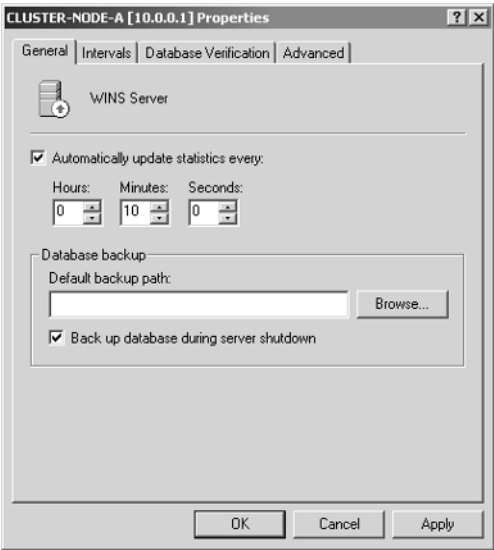 CLUSTER-NODE-A [10.0.0.1] Properties ? X
General Intervals Database Verification Advanced
WINS Server
Automatically update statistics every:
Hours: Minutes: Seconds:
0 10 0
Database backup
Default backup path:
Browse...
Back up database during server shutdown
OK Cancel Apply